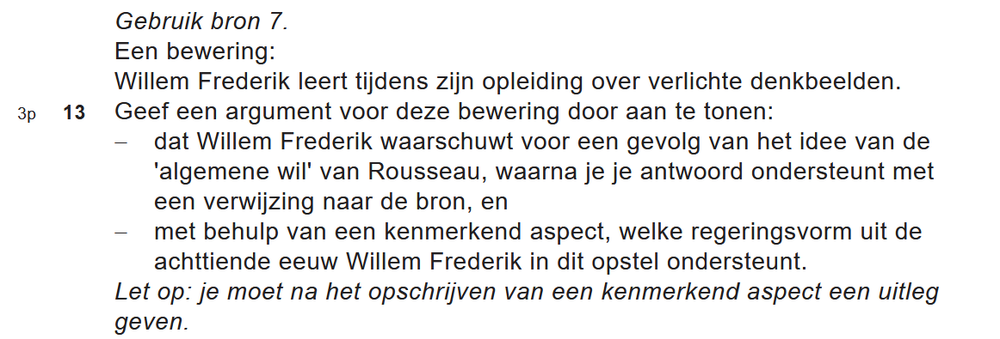 Gebruik bron 7.
Een bewering:
Willem Frederik leert tijdens zijn opleiding over verlichte denkbeelden.
3p 13 Geef een argument voor deze bewering door aan te tonen:
– dat Willem Frederik waarschuwt voor een gevolg van het idee van de
'algemene wil' van Rousseau, waarna je je antwoord ondersteunt met
een verwijzing naar de bron, en
– met behulp van een kenmerkend aspect, welke regeringsvorm uit de
achttiende eeuw Willem Frederik in dit opstel ondersteunt.
Let op: je moet na het opschrijven van een kenmerkend aspect een uitleg
geven.